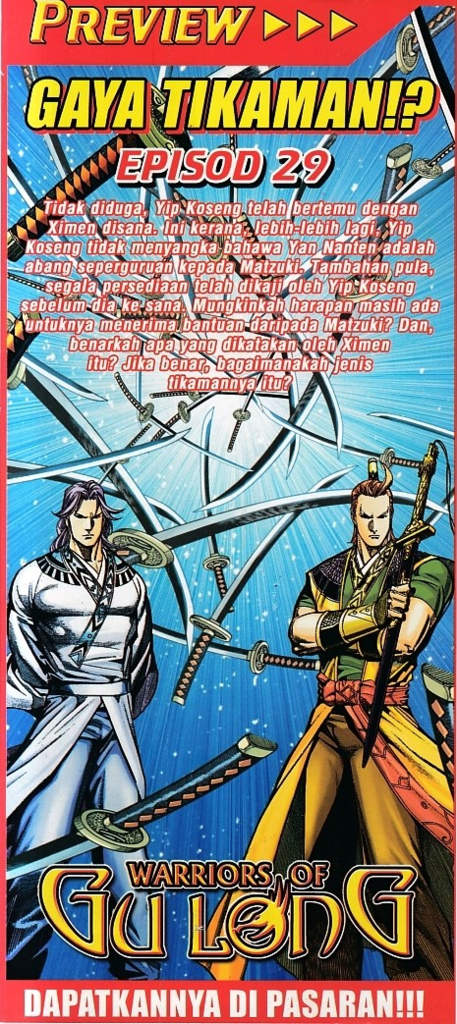 PREVIEW
GAYA TIKAMAN!?
EPISOD 29
Tidak diduga, Yip Koseng telah bertemu dengan
Ximen disana. Ini kerana, lebih-lebih lagi, Yip
Koseng tidak menyangka bahawa Yan Nanten adalah
abang seperguruan kepada Matzuki. Tambahan pula,
segala persediaan telah dikaji oleh Yip Koseng
sebelum dia ke sana. Mungkinkah harapan masih ada
untuknya menerima bantuan daripada Matzuki? Dan,
benarkah apa yang dikatakan oleh Ximen
itu? Jika benar, bagaimanakah jenis
tikamannya itu?
WARRIORS OF
GU LONG
DAPATKANNYA DI PASARAN!!!